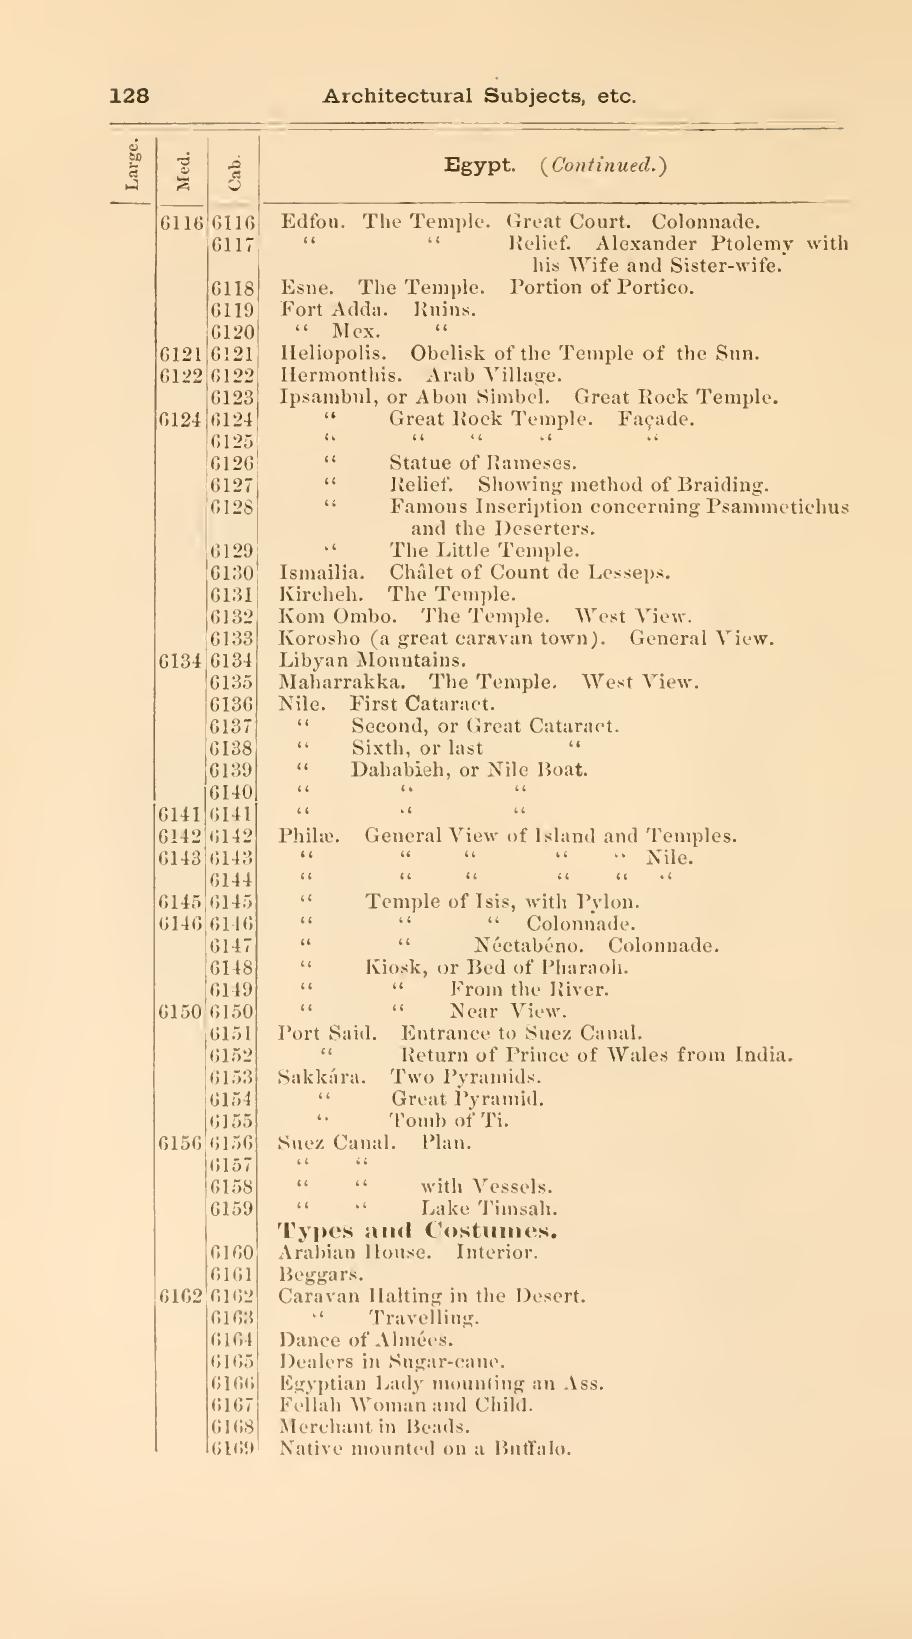 128 Architectural Subjects, etc.
Large. Med. Cab. Egypt. (Continued.)
6116 6116 Edfou. The Temple. Great Court. Colonnade.
6117 “ “ Relief. Alexander Ptolemy with
his Wife and Sister-wife.
6118 Esne. The Temple. Portion of Portico.
6119 Fort Adda. Ruins.
6120 “ Mex. “
6121 6121 Heliopolis. Obelisk of the Temple of the Sun.
6122 6122 Hermonthis. Arab Village.
6123 Ipsambul, or Abou Simbel. Great Rock Temple.
6124 6124 “ Great Rock Temple. Façade.
6125 “ “ “ “ “
6126 “ Statue of Rameses.
6127 “ Relief. Showing method of Braiding.
6128 “ Famous Inscription concerning Psammetichus
and the Deserters.
6129 “ The Little Temple.
6130 Ismailia. Châlet of Count de Lesseps.
6131 Kircheh. The Temple.
6132 Kom Ombo. The Temple. West View.
6133 Korosho (a great caravan town). General View.
6134 6134 Libyan Mountains.
6135 Maharrakka. The Temple. West View.
6136 Nile. First Cataract.
6137 “ Second, or Great Cataract.
6138 “ Sixth, or last “
6139 “ Dahabieh, or Nile Boat.
6140 “ “ “
6141 6141 “ “ “
6142 6142 Philæ. General View of Island and Temples.
6143 6143 “ “ “ “ “ Nile.
6144 “ “ “ “ “ “
6145 6145 “ Temple of Isis, with Pylon.
6146 6146 “ “ “ Colonnade.
6147 “ “ Néctabéno. Colonnade.
6148 “ Kiosk, or Bed of Pharaoh.
6149 “ “ From the River.
6150 6150 “ “ Near View.
6151 Port Said. Entrance to Suez Canal.
6152 “ Return of Prince of Wales from India.
6153 Sakkára. Two Pyramids.
6154 “ Great Pyramid.
6155 “ Tomb of Ti.
6156 6156 Suez Canal. Plan.
6157 “ “
6158 “ “ with Vessels.
6159 “ “ Lake Timsah.
Types and Costumes.
6160 Arabian House. Interior.
6161 Beggars.
6162 6162 Caravan Halting in the Desert.
6163 “ Travelling.
6164 Dance of Almées.
6165 Dealers in Sugar-cane.
6166 Egyptian Lady mounting an Ass.
6167 Fellah Woman and Child.
6168 Merchant in Beads.
6169 Native mounted on a Buffalo.